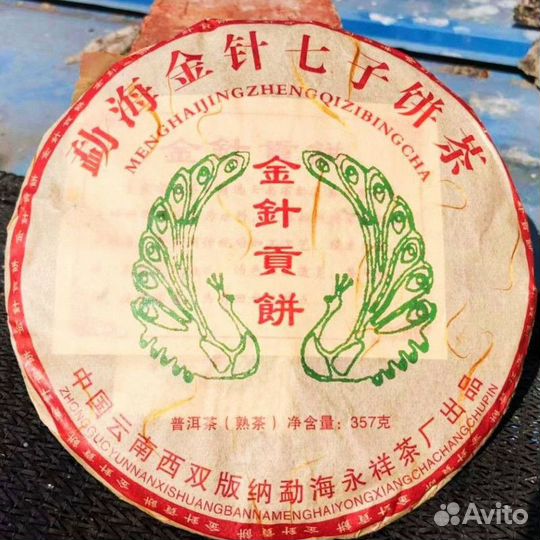 勐海金针七子饼茶
MENGHAIJINGZHENGQIZIBINGCHA
金針貢餅
普洱茶（熟茶）净含量：357克
中国云南西双版纳勐海永祥茶厂出品
ZHONGGUOYUNNANXISHUANGBANNAMENGHAIYONGXIANGCHACHANGCHUPIN
Avito